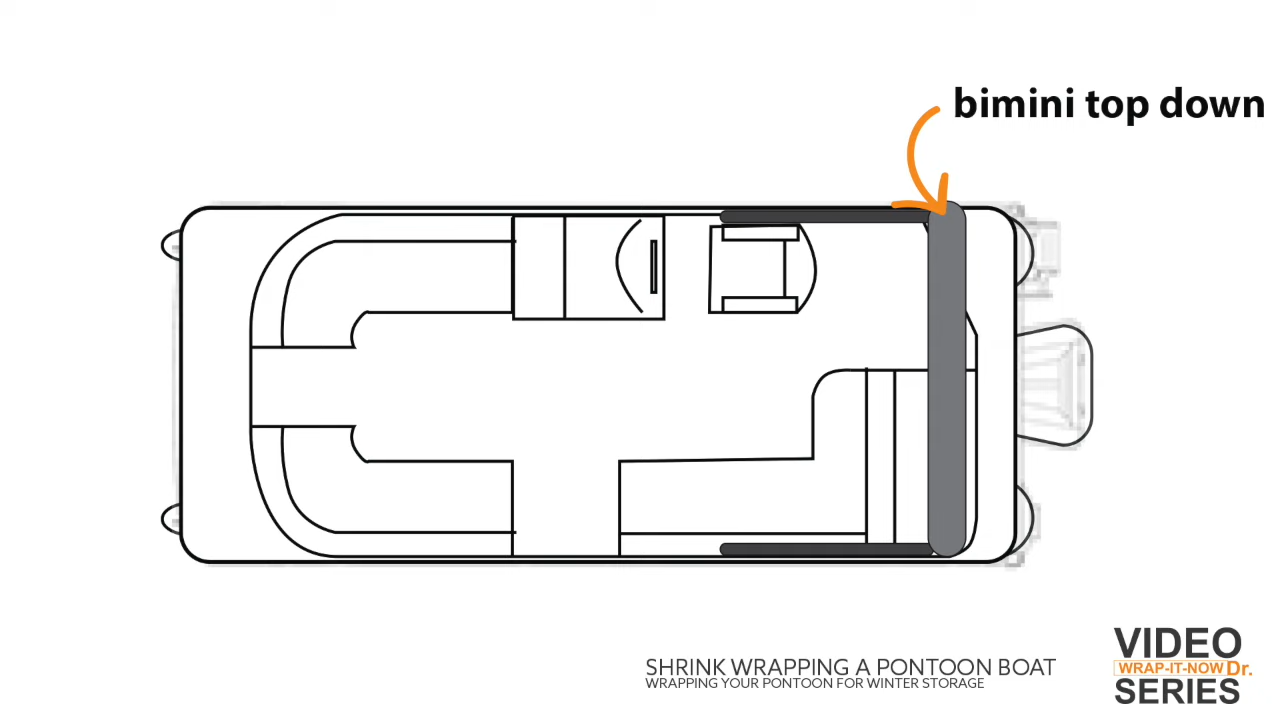 bimini top down
SHRINK WRAPPING A PONTOON BOAT
WRAPPING YOUR PONTOON FOR WINTER STORAGE
VIDEO
WRAP-IT-NOW Dr.
SERIES